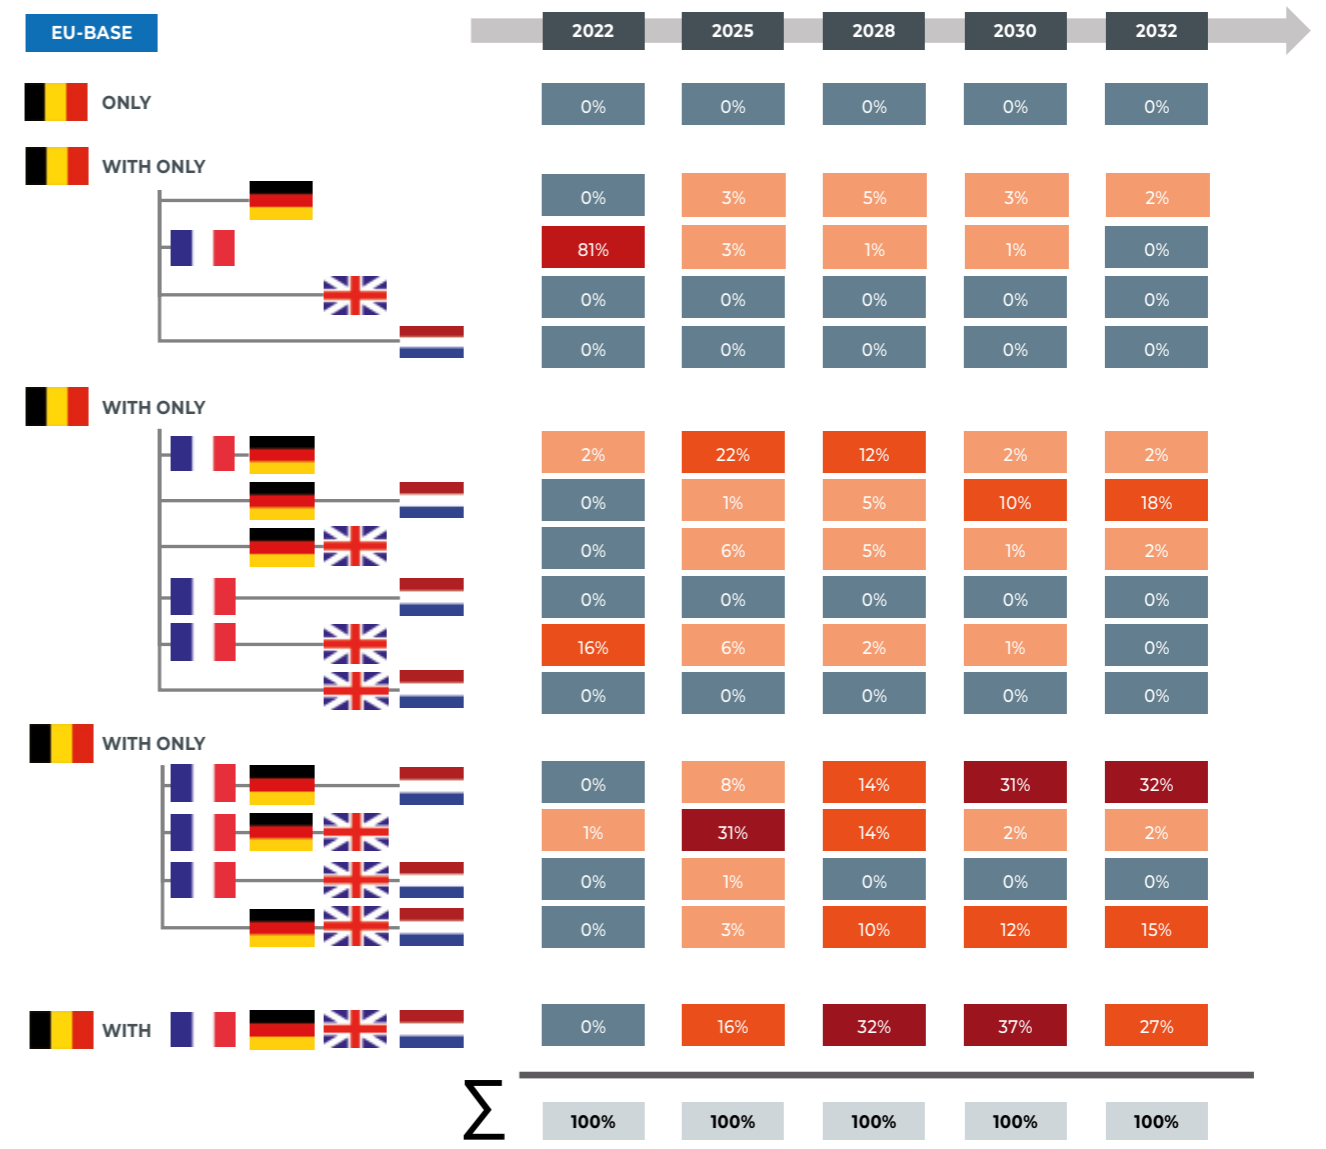 EU-BASE 2022 2025 2028 2030 2032
ONLY 0% 0% 0% 0% 0%
WITH ONLY
0% 3% 5% 3% 2%
81% 3% 1% 1% 0%
0% 0% 0% 0% 0%
0% 0% 0% 0% 0%
WITH ONLY
2% 22% 12% 2% 2%
0% 1% 5% 10% 18%
0% 6% 5% 1% 2%
0% 0% 0% 0% 0%
16% 6% 2% 1% 0%
0% 0% 0% 0% 0%
WITH ONLY
0% 8% 14% 31% 32%
1% 31% 14% 2% 2%
0% 1% 0% 0% 0%
0% 3% 10% 12% 15%
WITH 0% 16% 32% 37% 27%
∑ 100% 100% 100% 100% 100%